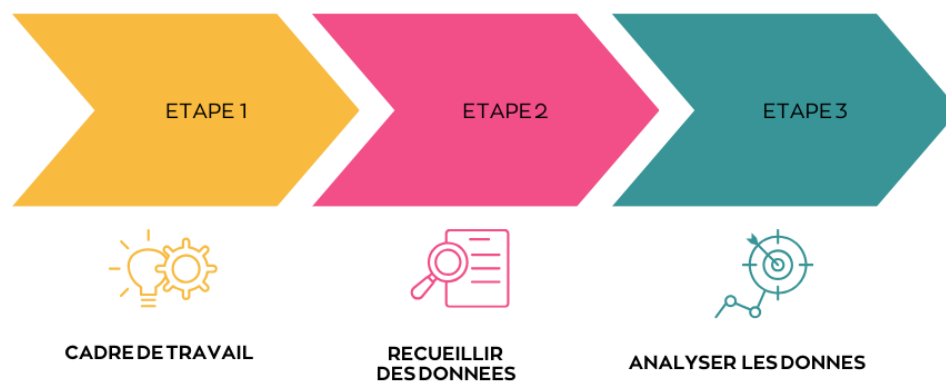 ETAPE 1
ETAPE 2
ETAPE 3
CADRE DE TRAVAIL
RECUEILLIR
DES DONNEES
ANALYSER LES DONNES